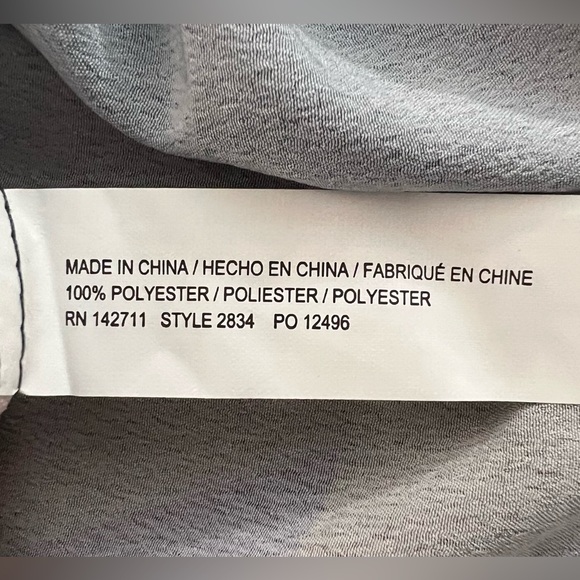 MADE IN CHINA / HECHO EN CHINA / FABRIQUÉ EN CHINE
100% POLYESTER / POLIESTER / POLYESTER
RN 142711 STYLE 2834 PO 12496